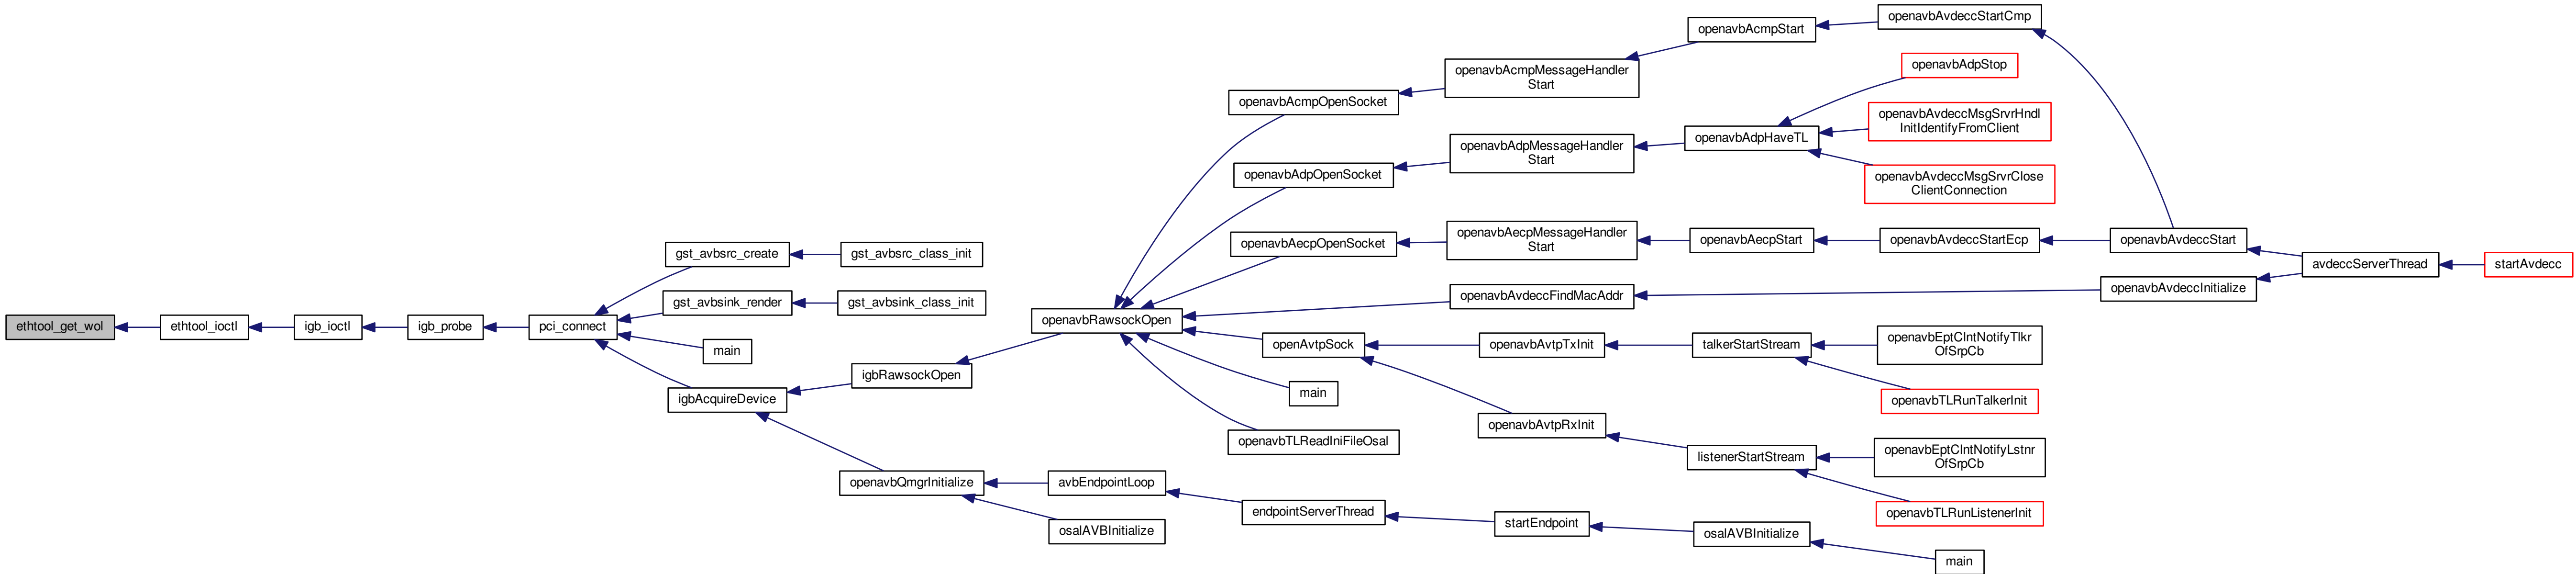 openavbAvdeccStartCmp
openavbAcmpStart
openavbAdpStop
openavbAcmpMessageHandler
Start
openavbAcmpOpenSocket
openavbAvdeccMsgSrvrHndl
InitIdentifyFromClient
openavbAdpHaveTL
openavbAdpMessageHandler
Start
openavbAdpOpenSocket
openavbAvdeccMsgSrvrClose
ClientConnection
openavbAecpMessageHandler
Start
openavbAecpOpenSocket
openavbAecpStart
openavbAvdeccStartEcp
openavbAvdeccStart
gst_avbsrc_create
gst_avbsrc_class_init
avdeccServerThread
startAvdecc
openavbAvdeccInitialize
openavbAvdeccFindMacAddr
gst_avbsink_render
gst_avbsink_class_init
openavbRawsockOpen
ethtool_get_wol
ethtool_ioctl
igb_ioctl
igb_probe
pci_connect
openAvtpSock
openavbAvtpTxInit
talkerStartStream
openavbEptClntNotifyTlkr
OfSrpCb
main
igbRawsockOpen
main
igbAcquireDevice
openavbTLRunTalkerInit
openavbAvtpRxInit
openavbTLReadIniFileOsal
listenerStartStream
openavbEptClntNotifyLstnr
OfSrpCb
openavbQmgrInitialize
avbEndpointLoop
endpointServerThread
openavbTLRunListenerInit
startEndpoint
osalAVBInitialize
osalAVBInitialize
main